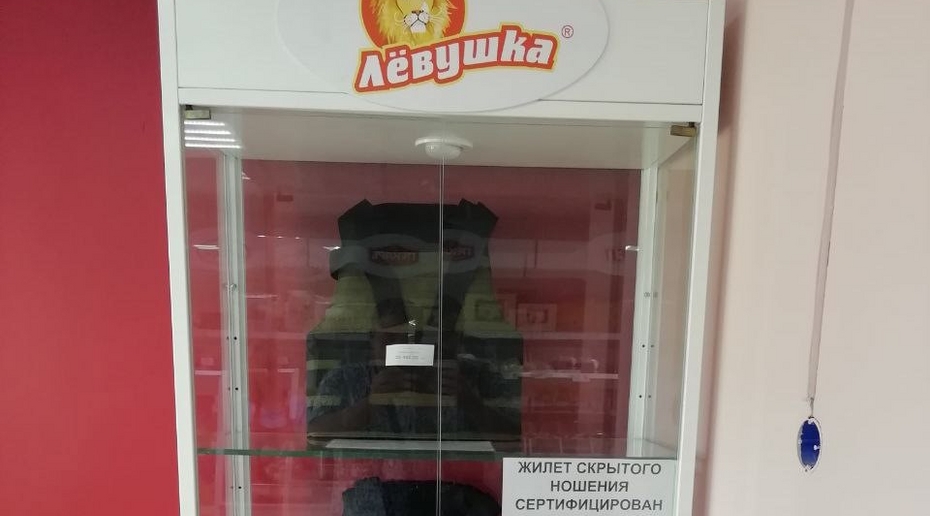 Лёвушка ®
ЖИЛЕТ СКРЫТОГО
НОШЕНИЯ
СЕРТИФИЦИРОВАН